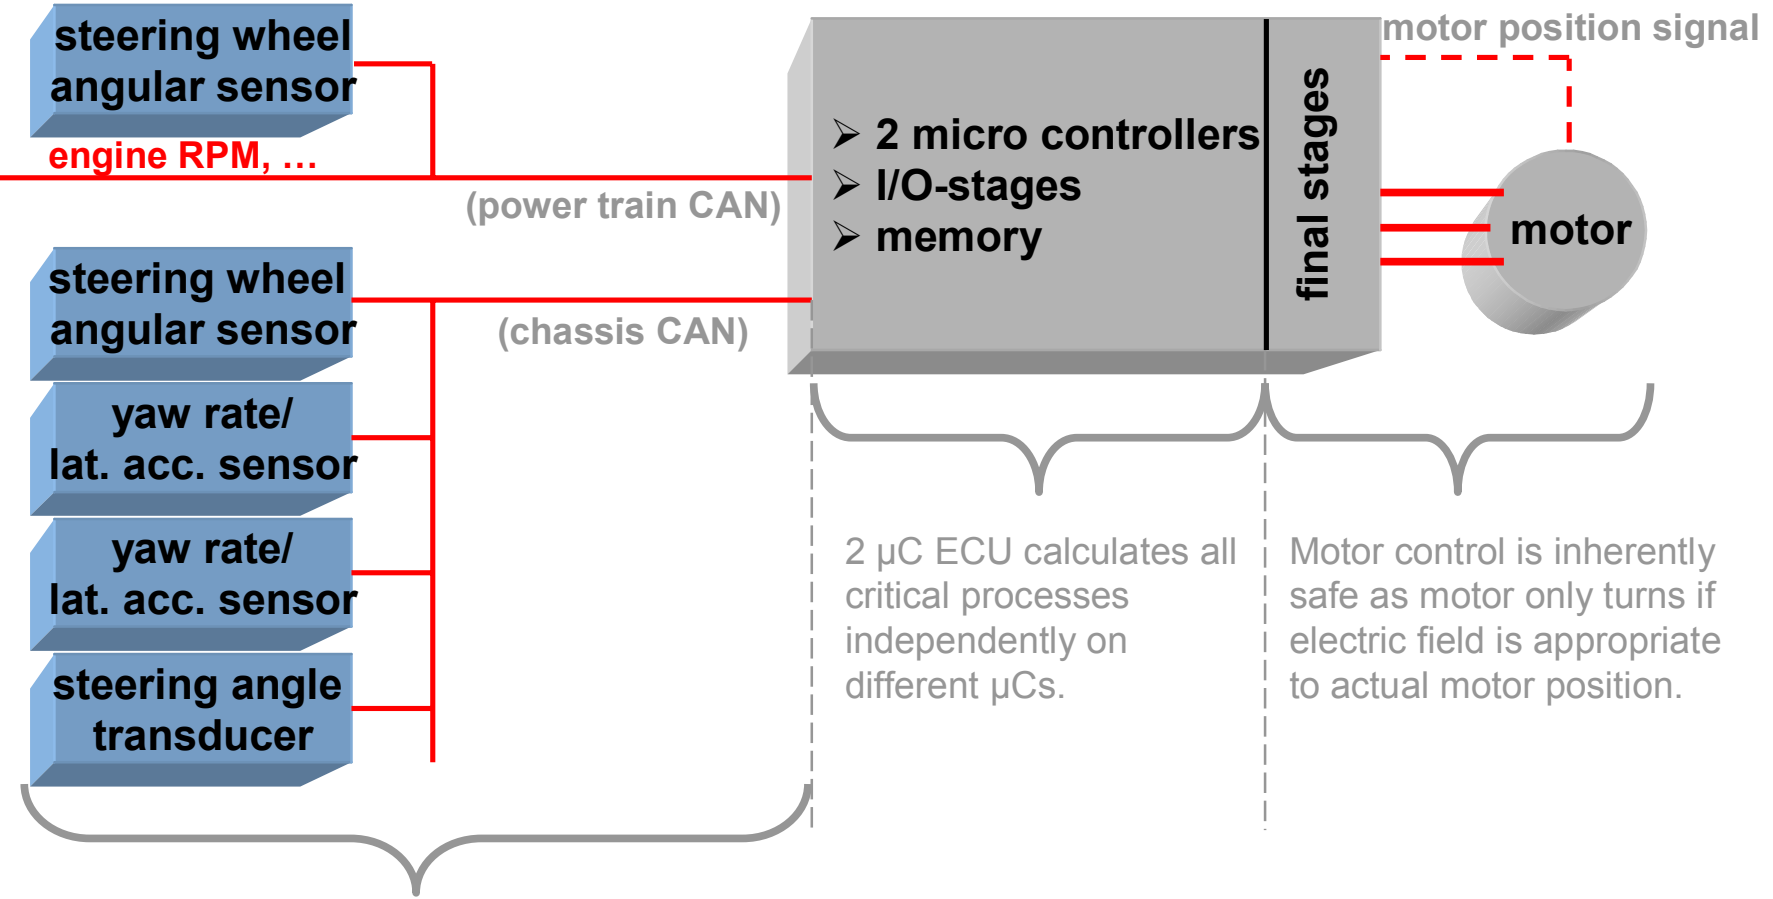 steering wheel
angular sensor
engine RPM, …
(power train CAN)
steering wheel
angular sensor
(chassis CAN)
yaw rate/
lat. acc. sensor
yaw rate/
lat. acc. sensor
steering angle
transducer
➢ 2 micro controllers
➢ I/O-stages
➢ memory
final stages
motor position signal
motor
2 µC ECU calculates all
critical processes
independently on
different µCs.
Motor control is inherently
safe as motor only turns if
electric field is appropriate
to actual motor position.